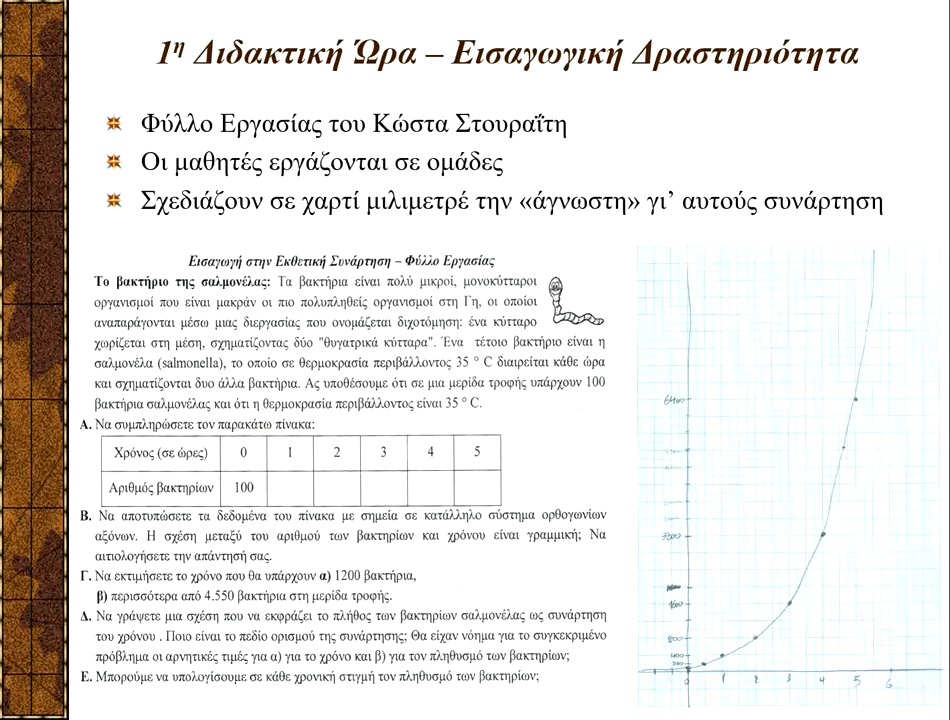 1η Διδακτική Ώρα – Εισαγωγική Δραστηριότητα
Φύλλο Εργασίας του Κώστα Στουραΐτη
Οι μαθητές εργάζονται σε ομάδες
Σχεδιάζουν σε χαρτί μιλιμετρέ την «άγνωστη» γι’ αυτούς συνάρτηση
Εισαγωγή στην Εκθετική Συνάρτηση – Φύλλο Εργασίας
Το βακτήριο της σαλμονέλας: Τα βακτήρια είναι πολύ μικροί, μονοκύτταροι
οργανισμοί που είναι μακράν οι πιο πολυπληθείς οργανισμοί στη Γη, οι οποίοι
αναπαράγονται μέσω μιας διεργασίας που ονομάζεται διχοτόμηση: ένα κύτταρο
χωρίζεται στη μέση, σχηματίζοντας δύο "θυγατρικά κύτταρα". Ένα τέτοιο βακτήριο είναι η
σαλμονέλα (salmonella), το οποίο σε θερμοκρασία περιβάλλοντος 35 ° C διαιρείται κάθε ώρα
και σχηματίζονται δυο άλλα βακτήρια. Ας υποθέσουμε ότι σε μια μερίδα τροφής υπάρχουν 100
βακτήρια σαλμονέλας και ότι η θερμοκρασία περιβάλλοντος είναι 35 ° C.
Α. Να συμπληρώσετε τον παρακάτω πίνακα:
Χρόνος (σε ώρες) 0 1 2 3 4 5
Αριθμός βακτηρίων 100
Β. Να αποτυπώσετε τα δεδομένα του πίνακα με σημεία σε κατάλληλο σύστημα ορθογωνίων
αξόνων. Η σχέση μεταξύ του αριθμού των βακτηρίων και χρόνου είναι γραμμική; Να
αιτιολογήσετε την απάντησή σας.
Γ. Να εκτιμήσετε το χρόνο που θα υπάρχουν α) 1200 βακτήρια,
β) περισσότερα από 4.550 βακτήρια στη μερίδα τροφής.
Δ. Να γράψετε μια σχέση που να εκφράζει το πλήθος των βακτηρίων σαλμονέλας ως συνάρτηση
του χρόνου . Ποιο είναι το πεδίο ορισμού της συνάρτησης; Θα είχαν νόημα για το συγκεκριμένο
πρόβλημα οι αρνητικές τιμές για α) για το χρόνο και β) για τον πληθυσμό των βακτηρίων;
Ε. Μπορούμε να υπολογίσουμε σε κάθε χρονική στιγμή τον πληθυσμό των βακτηρίων;
6400
3200
1600
800
400
200
0 1 2 3 4 5 6